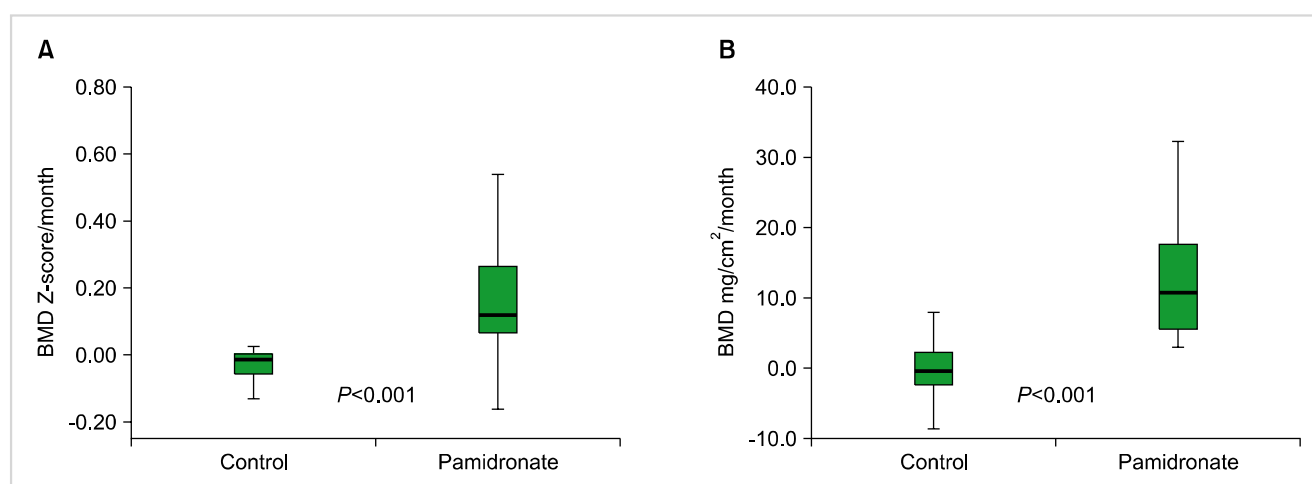 A
0.80
0.60
0.40
0.20
0.00
-0.20
BMD Z-score/month
P<0.001
Control
Pamidronate
B
40.0
30.0
20.0
10.0
0.0
-10.0
BMD mg/cm²/month
P<0.001
Control
Pamidronate